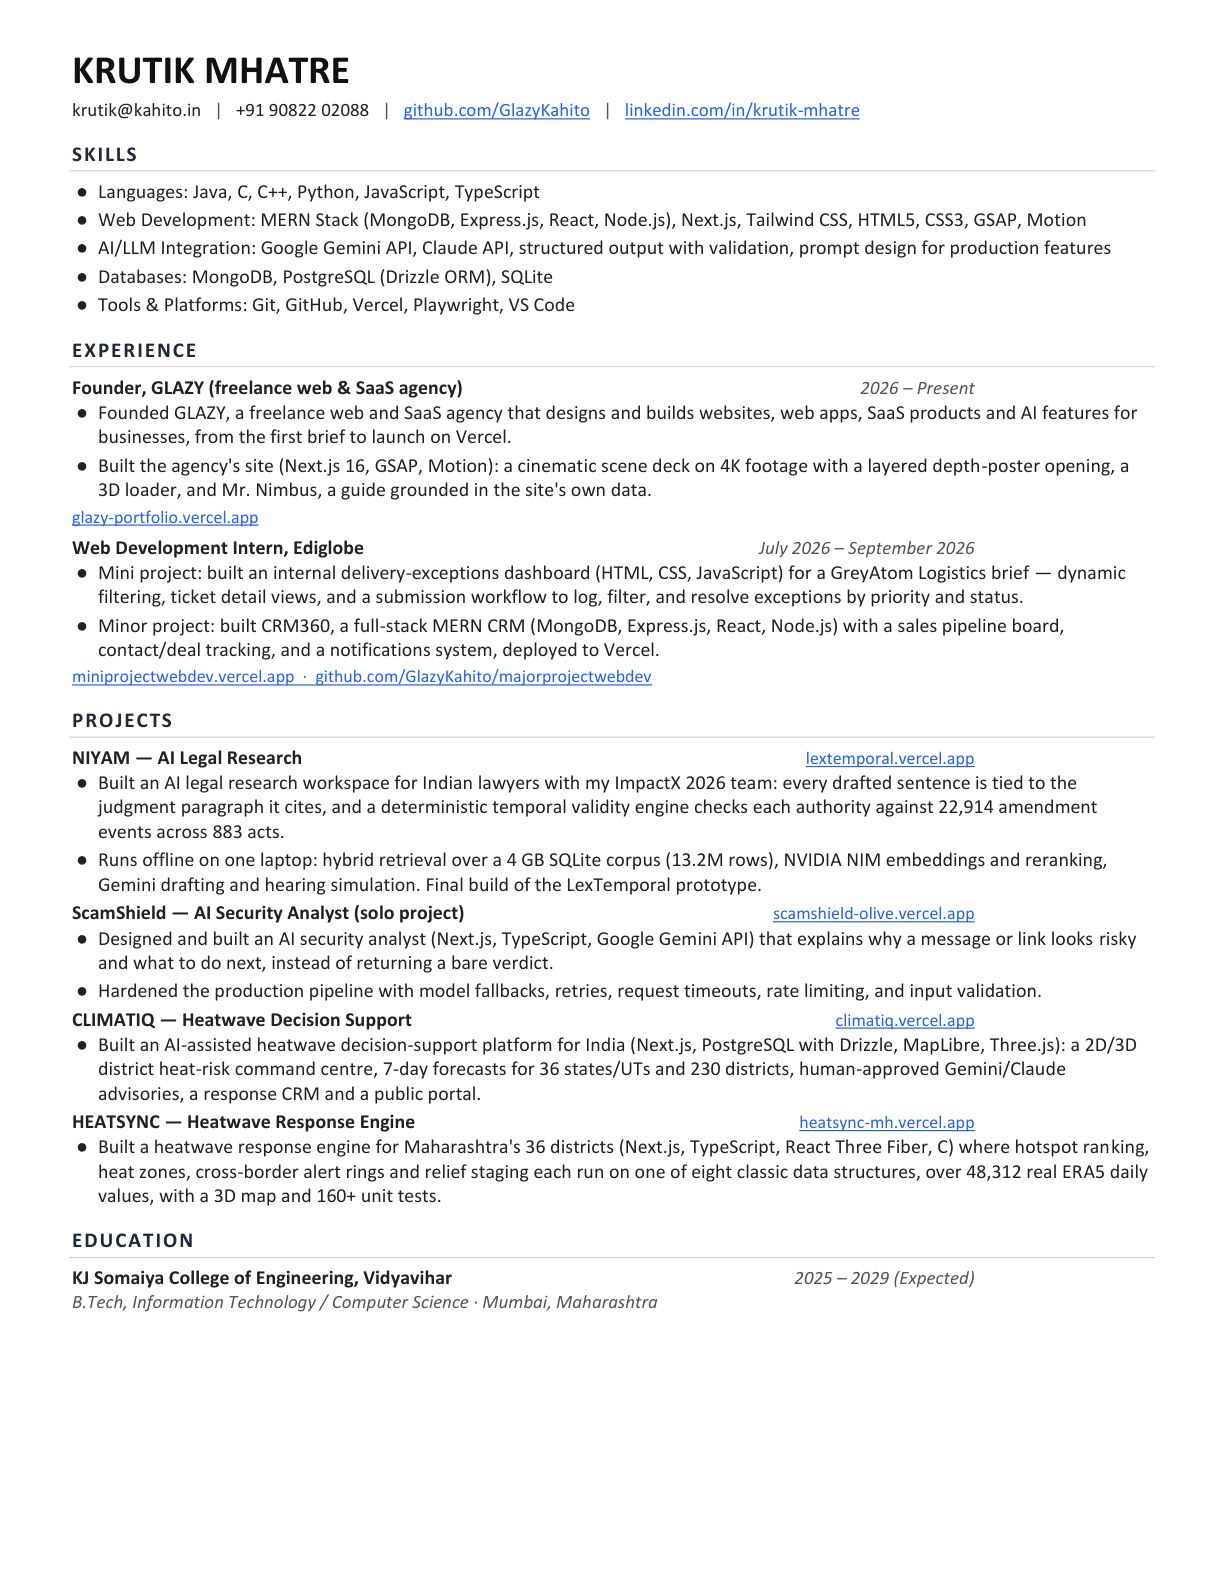 KRUTIK MHATRE
krutik@kahito.in | +91 90822 02088 | github.com/GlazyKahito | linkedin.com/in/krutik-mhatre
SKILLS
● Languages: Java, C, C++, Python, JavaScript, TypeScript
● Web Development: MERN Stack (MongoDB, Express.js, React, Node.js), Next.js, Tailwind CSS, HTML5, CSS3, GSAP, Motion
● AI/LLM Integration: Google Gemini API, Claude API, structured output with validation, prompt design for production features
● Databases: MongoDB, PostgreSQL (Drizzle ORM), SQLite
● Tools & Platforms: Git, GitHub, Vercel, Playwright, VS Code
EXPERIENCE
Founder, GLAZY (freelance web & SaaS agency) 2026 – Present
● Founded GLAZY, a freelance web and SaaS agency that designs and builds websites, web apps, SaaS products and AI features for
businesses, from the first brief to launch on Vercel.
● Built the agency's site (Next.js 16, GSAP, Motion): a cinematic scene deck on 4K footage with a layered depth-poster opening, a
3D loader, and Mr. Nimbus, a guide grounded in the site's own data.
glazy-portfolio.vercel.app
Web Development Intern, Ediglobe July 2026 – September 2026
● Mini project: built an internal delivery-exceptions dashboard (HTML, CSS, JavaScript) for a GreyAtom Logistics brief — dynamic
filtering, ticket detail views, and a submission workflow to log, filter, and resolve exceptions by priority and status.
● Minor project: built CRM360, a full-stack MERN CRM (MongoDB, Express.js, React, Node.js) with a sales pipeline board,
contact/deal tracking, and a notifications system, deployed to Vercel.
miniprojectwebdev.vercel.app · github.com/GlazyKahito/majorprojectwebdev
PROJECTS
NIYAM — AI Legal Research lextemporal.vercel.app
● Built an AI legal research workspace for Indian lawyers with my ImpactX 2026 team: every drafted sentence is tied to the
judgment paragraph it cites, and a deterministic temporal validity engine checks each authority against 22,914 amendment
events across 883 acts.
● Runs offline on one laptop: hybrid retrieval over a 4 GB SQLite corpus (13.2M rows), NVIDIA NIM embeddings and reranking,
Gemini drafting and hearing simulation. Final build of the LexTemporal prototype.
ScamShield — AI Security Analyst (solo project) scamshield-olive.vercel.app
● Designed and built an AI security analyst (Next.js, TypeScript, Google Gemini API) that explains why a message or link looks risky
and what to do next, instead of returning a bare verdict.
● Hardened the production pipeline with model fallbacks, retries, request timeouts, rate limiting, and input validation.
CLIMATIQ — Heatwave Decision Support climatiq.vercel.app
● Built an AI-assisted heatwave decision-support platform for India (Next.js, PostgreSQL with Drizzle, MapLibre, Three.js): a 2D/3D
district heat-risk command centre, 7-day forecasts for 36 states/UTs and 230 districts, human-approved Gemini/Claude
advisories, a response CRM and a public portal.
HEATSYNC — Heatwave Response Engine heatsync-mh.vercel.app
● Built a heatwave response engine for Maharashtra's 36 districts (Next.js, TypeScript, React Three Fiber, C) where hotspot ranking,
heat zones, cross-border alert rings and relief staging each run on one of eight classic data structures, over 48,312 real ERA5 daily
values, with a 3D map and 160+ unit tests.
EDUCATION
KJ Somaiya College of Engineering, Vidyavihar 2025 – 2029 (Expected)
B.Tech, Information Technology / Computer Science · Mumbai, Maharashtra